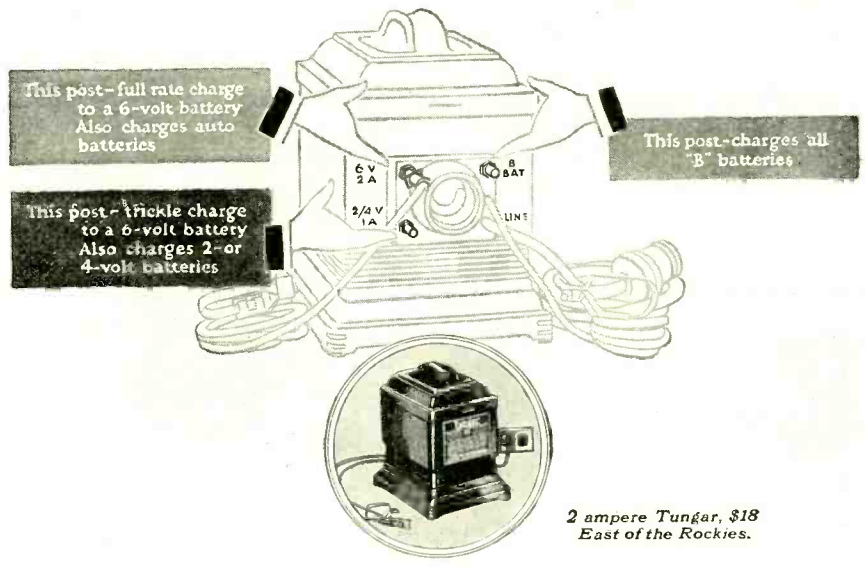 This post-full rate charge
to a 6-volt battery
Also charges auto
batteries
This post-charges all
"B" batteries
6 V
2 A
B
BAT
This post-trickle charge
to a 6-volt battery
Also charges 2-or
4-volt batteries
2/4 V
1 A
LINE
2 ampere Tungar, $18
East of the Rockies.